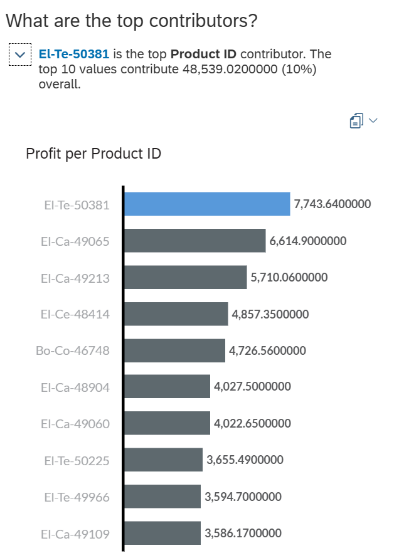 What are the top contributors?
El-Te-50381 is the top Product ID contributor. The
top 10 values contribute 48,539.0200000 (10%)
overall.
Profit per Product ID
El-Te-50381 7,743.6400000
El-Ca-49065 6,614.9000000
El-Ca-49213 5,710.0600000
El-Ce-48414 4,857.3500000
Bo-Co-46748 4,726.5600000
El-Ca-48904 4,027.5000000
El-Ca-49060 4,022.6500000
El-Te-50225 3,655.4900000
El-Te-49966 3,594.7000000
El-Ca-49109 3,586.1700000